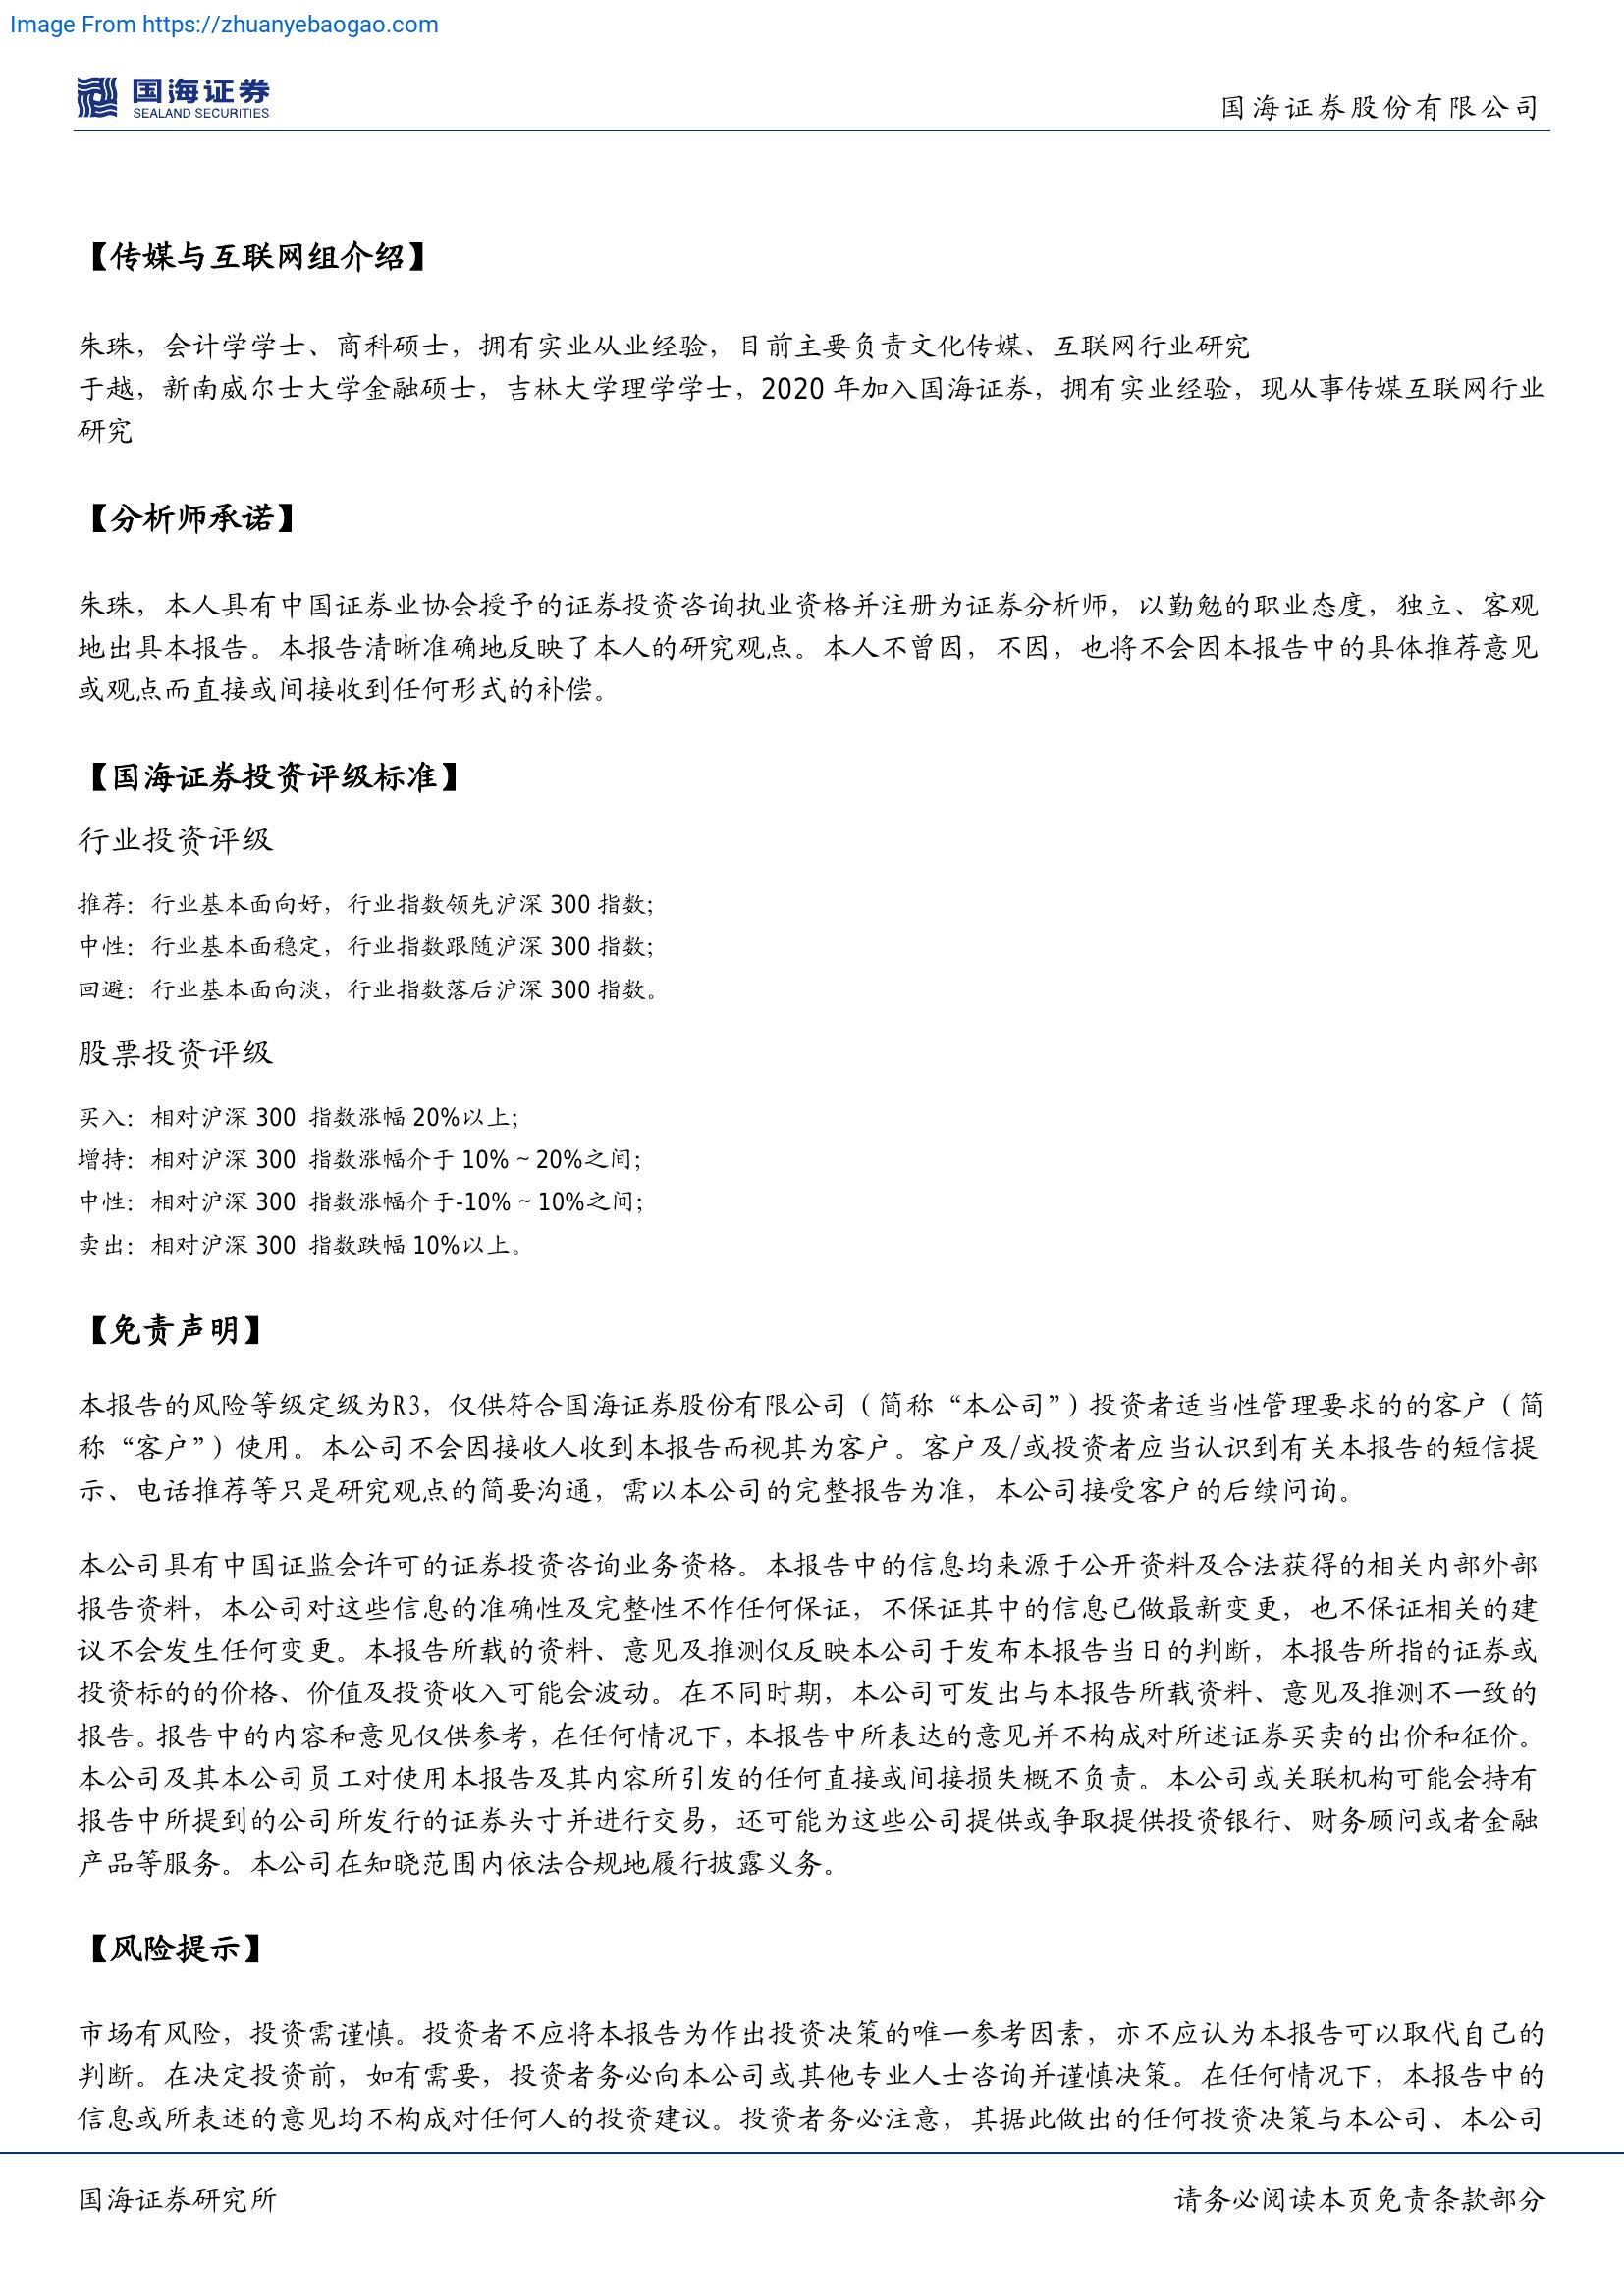 Image From https://zhuanyebaogao.com
国海证券
SEALAND SECURITIES
国海证券股份有限公司
【传媒与互联网组介绍】
朱珠，会计学学士、商科硕士，拥有实业从业经验，目前主要负责文化传媒、互联网行业研究
于越，新南威尔士大学金融硕士，吉林大学理学学士，2020 年加入国海证券，拥有实业经验，现从事传媒互联网行业
研究
【分析师承诺】
朱珠，本人具有中国证券业协会授予的证券投资咨询执业资格并注册为证券分析师，以勤勉的职业态度，独立、客观
地出具本报告。本报告清晰准确地反映了本人的研究观点。本人不曾因，不因，也将不会因本报告中的具体推荐意见
或观点而直接或间接收到任何形式的补偿。
【国海证券投资评级标准】
行业投资评级
推荐：行业基本面向好，行业指数领先沪深 300 指数；
中性：行业基本面稳定，行业指数跟随沪深 300 指数；
回避：行业基本面向淡，行业指数落后沪深 300 指数。
股票投资评级
买入：相对沪深 300 指数涨幅 20%以上；
增持：相对沪深 300 指数涨幅介于 10%～20%之间；
中性：相对沪深 300 指数涨幅介于-10%～10%之间；
卖出：相对沪深 300 指数跌幅 10%以上。
【免责声明】
本报告的风险等级定级为R3，仅供符合国海证券股份有限公司（简称“本公司”）投资者适当性管理要求的的客户（简
称“客户”）使用。本公司不会因接收人收到本报告而视其为客户。客户及/或投资者应当认识到有关本报告的短信提
示、电话推荐等只是研究观点的简要沟通，需以本公司的完整报告为准，本公司接受客户的后续问询。
本公司具有中国证监会许可的证券投资咨询业务资格。本报告中的信息均来源于公开资料及合法获得的相关内部外部
报告资料，本公司对这些信息的准确性及完整性不作任何保证，不保证其中的信息已做最新变更，也不保证相关的建
议不会发生任何变更。本报告所载的资料、意见及推测仅反映本公司于发布本报告当日的判断，本报告所指的证券或
投资标的的价格、价值及投资收入可能会波动。在不同时期，本公司可发出与本报告所载资料、意见及推测不一致的
报告。报告中的内容和意见仅供参考，在任何情况下，本报告中所表达的意见并不构成对所述证券买卖的出价和征价。
本公司及其本公司员工对使用本报告及其内容所引发的任何直接或间接损失概不负责。本公司或关联机构可能会持有
报告中所提到的公司所发行的证券头寸并进行交易，还可能为这些公司提供或争取提供投资银行、财务顾问或者金融
产品等服务。本公司在知晓范围内依法合规地履行披露义务。
【风险提示】
市场有风险，投资需谨慎。投资者不应将本报告为作出投资决策的唯一参考因素，亦不应认为本报告可以取代自己的
判断。在决定投资前，如有需要，投资者务必向本公司或其他专业人士咨询并谨慎决策。在任何情况下，本报告中的
信息或所表述的意见均不构成对任何人的投资建议。投资者务必注意，其据此做出的任何投资决策与本公司、本公司
国海证券研究所
请务必阅读本页免责条款部分